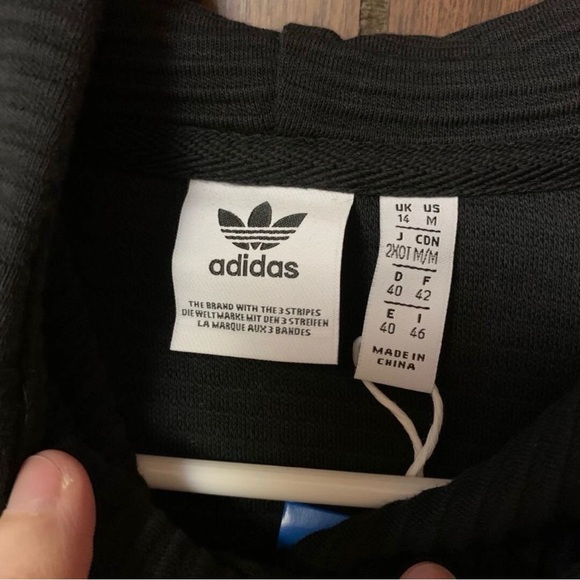 adidas
THE BRAND WITH THE 3 STRIPES
DIE WELTMARKE MIT DEN 3 STREIFEN
LA MARQUE AUX 3 BANDES
UK US
14 M
J CDN
2XOT M/M
D F
40 42
E I
40 46
MADE IN
CHINA